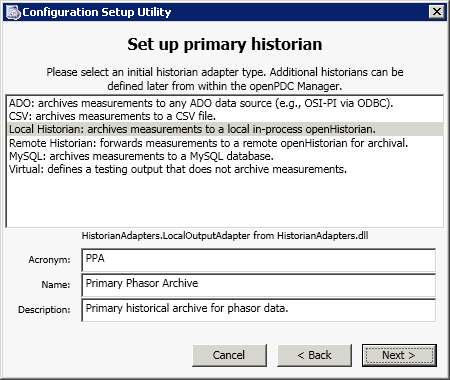 Configuration Setup Utility
Set up primary historian
Please select an initial historian adapter type. Additional historians can be
defined later from within the openPDC Manager.
ADO: archives measurements to any ADO data source (e.g., OSI-PI via ODBC).
CSV: archives measurements to a CSV file.
Local Historian: archives measurements to a local in-process openHistorian.
Remote Historian: forwards measurements to a remote openHistorian for archival.
MySQL: archives measurements to a MySQL database.
Virtual: defines a testing output that does not archive measurements.
HistorianAdapters.LocalOutputAdapter from HistorianAdapters.dll
Acronym: PPA
Name: Primary Phasor Archive
Description: Primary historical archive for phasor data.
Cancel < Back Next >